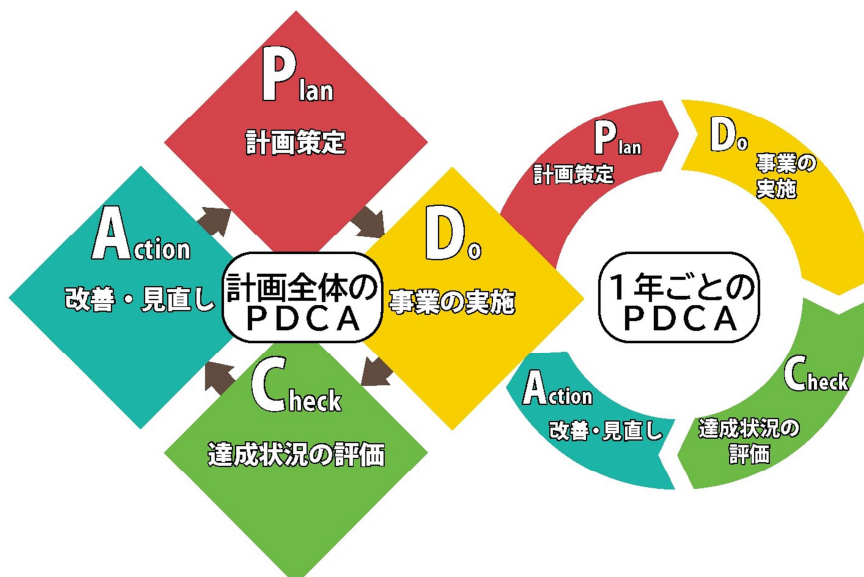 Plan
計画策定
Action
改善・見直し
計画全体の
PDCA
Do
事業の実施
Check
達成状況の評価
Plan
計画策定
Do
事業の
実施
1年ごとの
PDCA
Action
改善・見直し
Check
達成状況の
評価